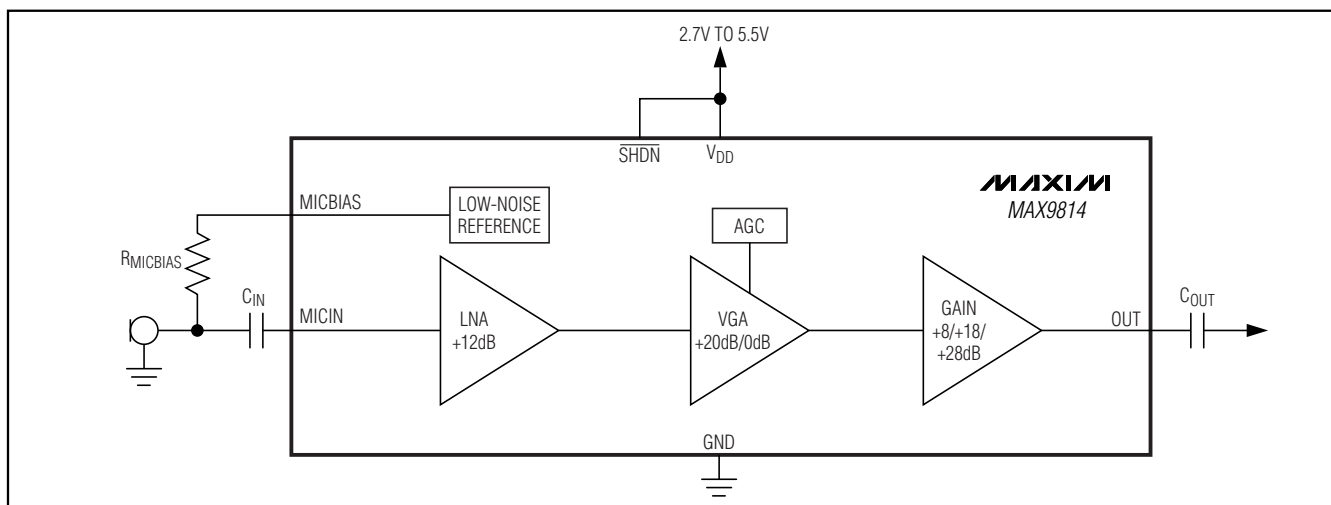 2.7V TO 5.5V
SHDN
VDD
MAXIM
MAX9814
MICBIAS
LOW-NOISE
REFERENCE
AGC
RMICBIAS
CIN
MICIN
LNA
+12dB
VGA
+20dB/0dB
GAIN
+8/+18/
+28dB
OUT
COUT
GND